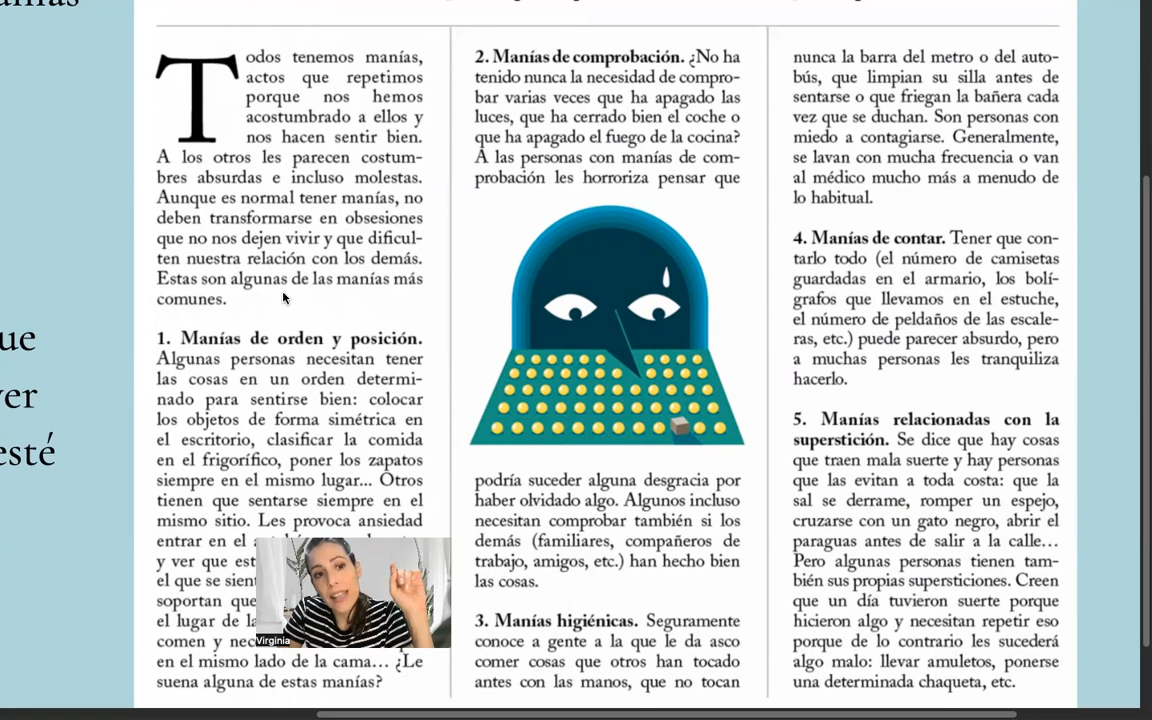 ue
ver
esté
Todos tenemos manías,
actos que repetimos
porque nos hemos
acostumbrado a ellos y
nos hacen sentir bien.
A los otros les parecen costum-
bres absurdas e incluso molestas.
Aunque es normal tener manías, no
deben transformarse en obsesiones
que no nos dejen vivir y que dificul-
ten nuestra relación con los demás.
Estas son algunas de las manías más
comunes.
1. Manías de orden y posición.
Algunas personas necesitan tener
las cosas en un orden determi-
nado para sentirse bien: colocar
los objetos de forma simétrica en
el escritorio, clasificar la comida
en el frigorífico, poner los zapatos
siempre en el mismo lugar... Otros
tienen que sentarse siempre en el
mismo sitio. Les provoca ansiedad
entrar en el
y ver que est
el que se sien
soportan que
el lugar de la
comen y nec
en el mismo lado de la cama... ¿Le
suena alguna de estas manías?
Virginia
2. Manías de comprobación. ¿No ha
tenido nunca la necesidad de compro-
bar varias veces que ha apagado las
luces, que ha cerrado bien el coche o
que ha apagado el fuego de la cocina?
A las personas con manías de com-
probación les horroriza pensar que
podría suceder alguna desgracia por
haber olvidado algo. Algunos incluso
necesitan comprobar también si los
demás (familiares, compañeros de
trabajo, amigos, etc.) han hecho bien
las cosas.
3. Manías higiénicas. Seguramente
conoce a gente a la que le da asco
comer cosas que otros han tocado
antes con las manos, que no tocan
nunca la barra del metro o del auto-
bús, que limpian su silla antes de
sentarse o que friegan la bañera cada
vez que se duchan. Son personas con
miedo a contagiarse. Generalmente,
se lavan con mucha frecuencia o van
al médico mucho más a menudo de
lo habitual.
4. Manías de contar. Tener que con-
tarlo todo (el número de camisetas
guardadas en el armario, los bolí-
grafos que llevamos en el estuche,
el número de peldaños de las escale-
ras, etc.) puede parecer absurdo, pero
a muchas personas les tranquiliza
hacerlo.
5. Manías relacionadas con la
superstición. Se dice que hay cosas
que traen mala suerte y hay personas
que las evitan a toda costa: que la
sal se derrame, romper un espejo,
cruzarse con un gato negro, abrir el
paraguas antes de salir a la calle...
Pero algunas personas tienen tam-
bién sus propias supersticiones. Creen
que un día tuvieron suerte porque
hicieron algo y necesitan repetir eso
porque de lo contrario les sucederá
algo malo: llevar amuletos, ponerse
una determinada chaqueta, etc.